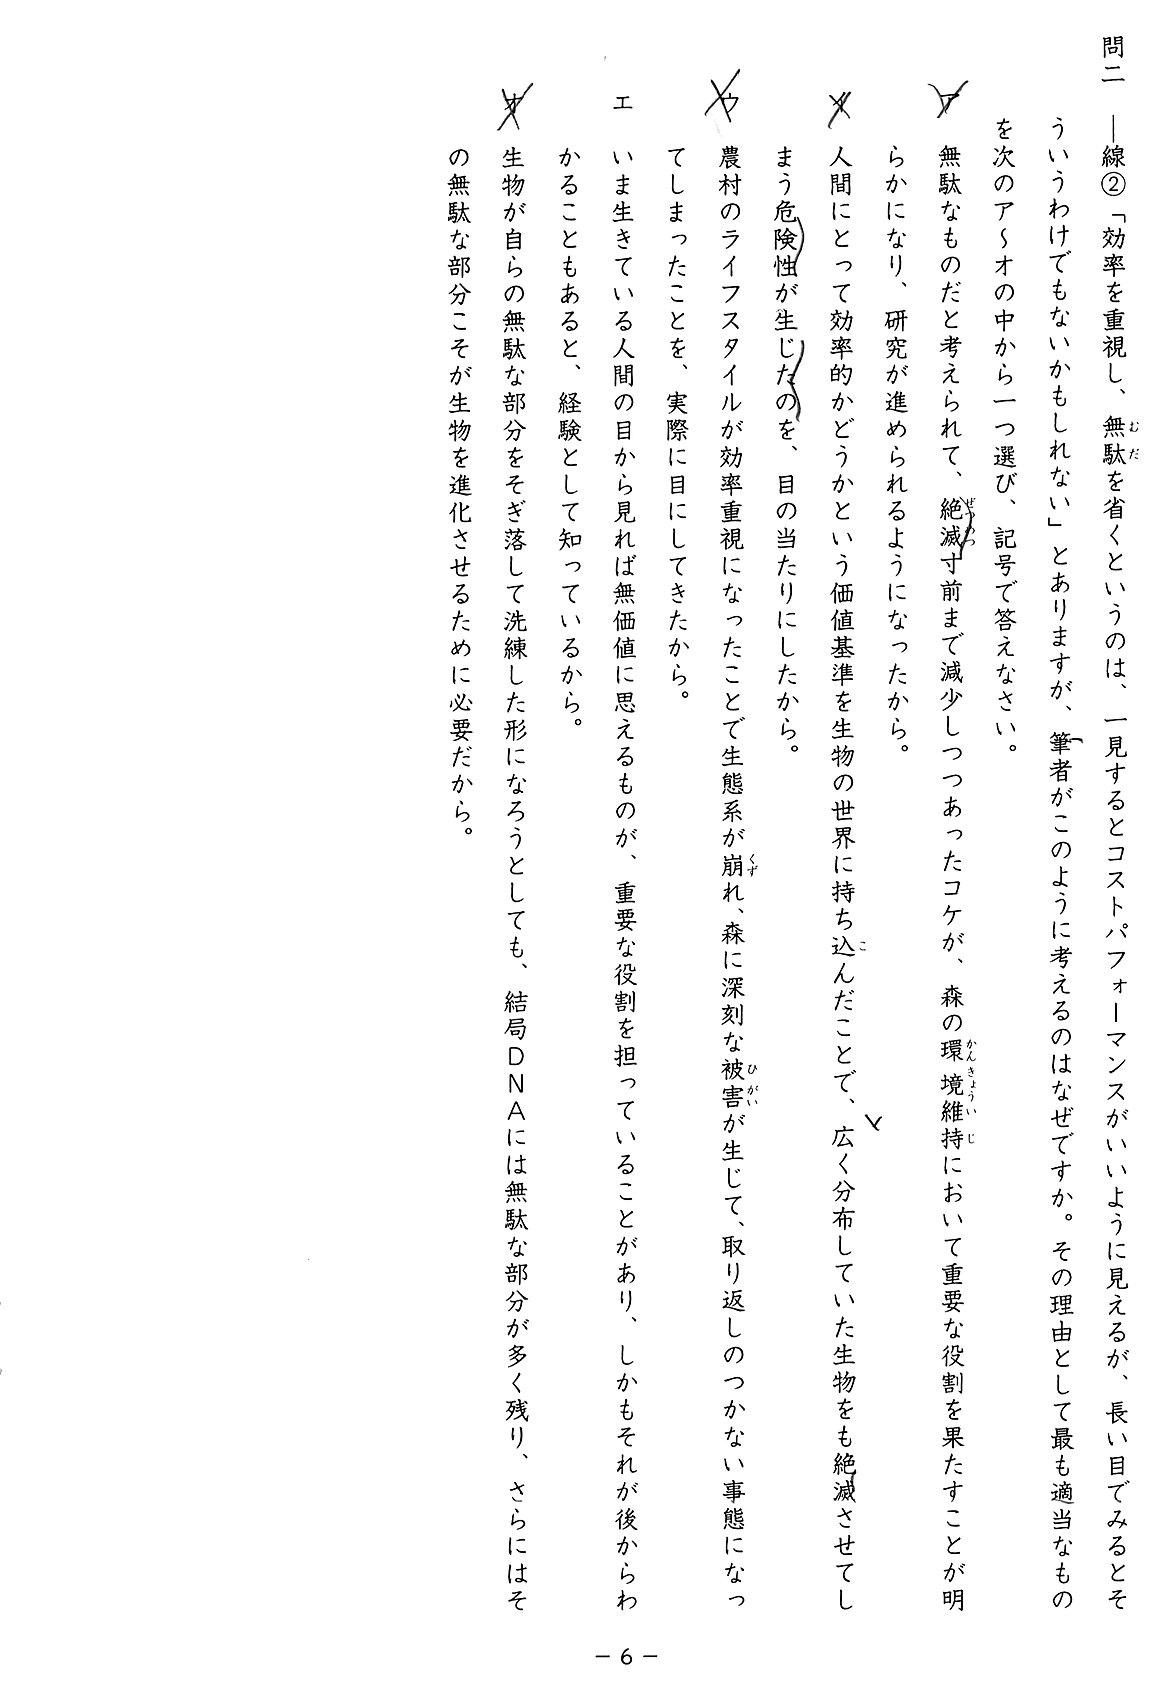 問二 ―線②「効率を重視し、無駄を省くというのは、一見するとコストパフォーマンスがいいように見えるが、長い目でみるとそ
ういうわけでもないかもしれない」とありますが、筆者がこのように考えるのはなぜですか。その理由として最も適当なもの
を次のア～オの中から一つ選び、記号で答えなさい。
ア 無駄なものだと考えられて、絶滅寸前まで減少しつつあったコケが、森の環境維持において重要な役割を果たすことが明
らかになり、研究が進められるようになったから。
イ 人間にとって効率的かどうかという価値基準を生物の世界に持ち込んだことで、広く分布していた生物をも絶滅させてし
まう危険性が生じたのを、目の当たりにしたから。
ウ 農村のライフスタイルが効率重視になったことで生態系が崩れ、森に深刻な被害が生じて、取り返しのつかない事態になっ
てしまったことを、実際に目にしてきたから。
エ いま生きている人間の目から見れば無価値に思えるものが、重要な役割を担っていることがあり、しかもそれが後からわ
かることもあると、経験として知っているから。
オ 生物が自らの無駄な部分をそぎ落して洗練した形になろうとしても、結局ＤＮＡには無駄な部分が多く残り、さらにはそ
の無駄な部分こそが生物を進化させるために必要だから。
－6－